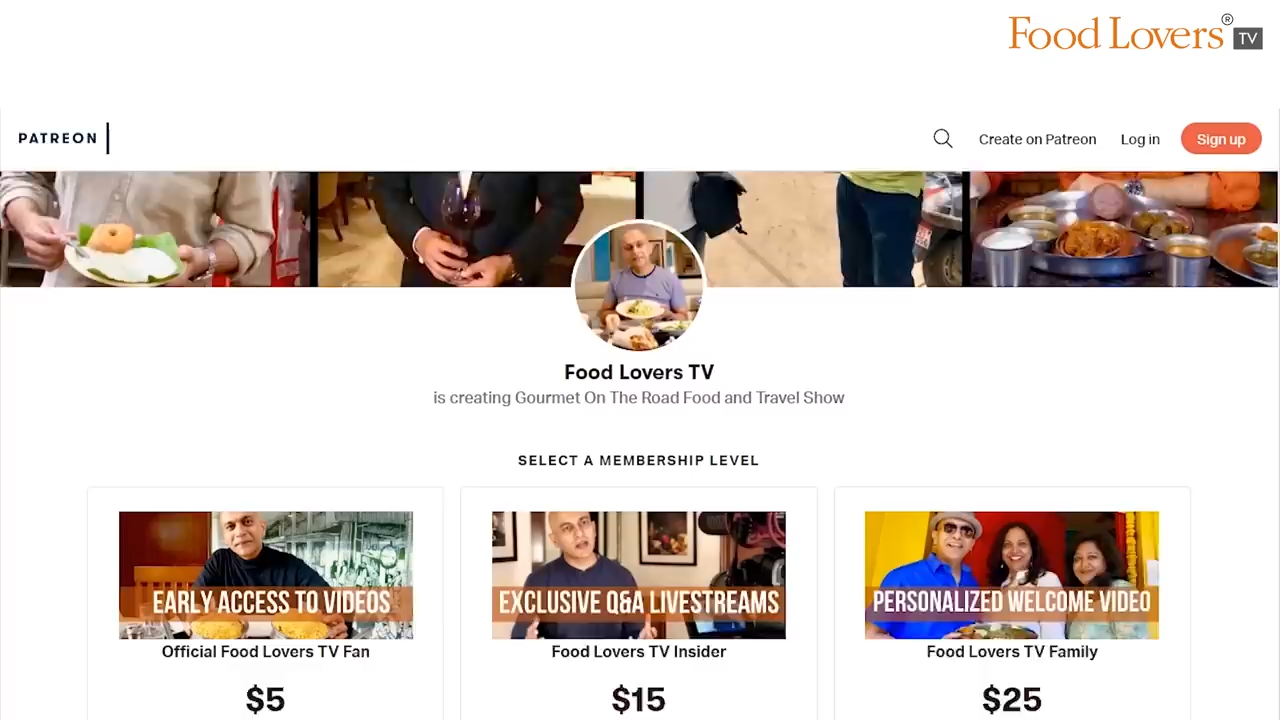 Food Lovers® TV
PATREON
Create on Patreon
Log in
Sign up
Food Lovers TV
is creating Gourmet On The Road Food and Travel Show
SELECT A MEMBERSHIP LEVEL
EARLY ACCESS TO VIDEOS
Official Food Lovers TV Fan
$5
EXCLUSIVE Q&A LIVESTREAMS
Food Lovers TV Insider
$15
PERSONALIZED WELCOME VIDEO
Food Lovers TV Family
$25